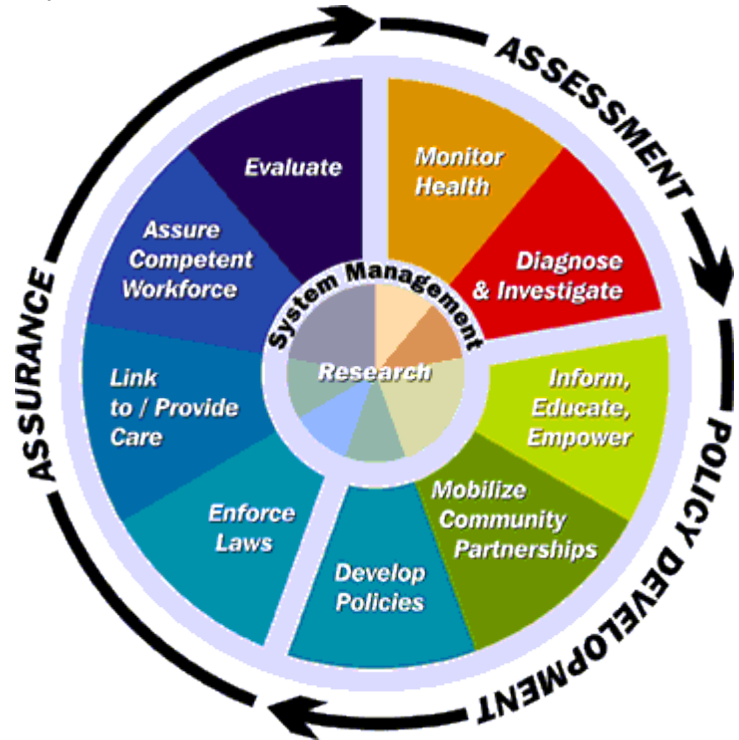 ASSESSMENT
Monitor
Health
Diagnose
& Investigate
POLICY DEVELOPMENT
Inform,
Educate,
Empower
Mobilize
Community
Partnerships
Develop
Policies
ASSURANCE
Enforce
Laws
Link
to / Provide
Care
Assure
Competent
Workforce
Evaluate
System Management
Research